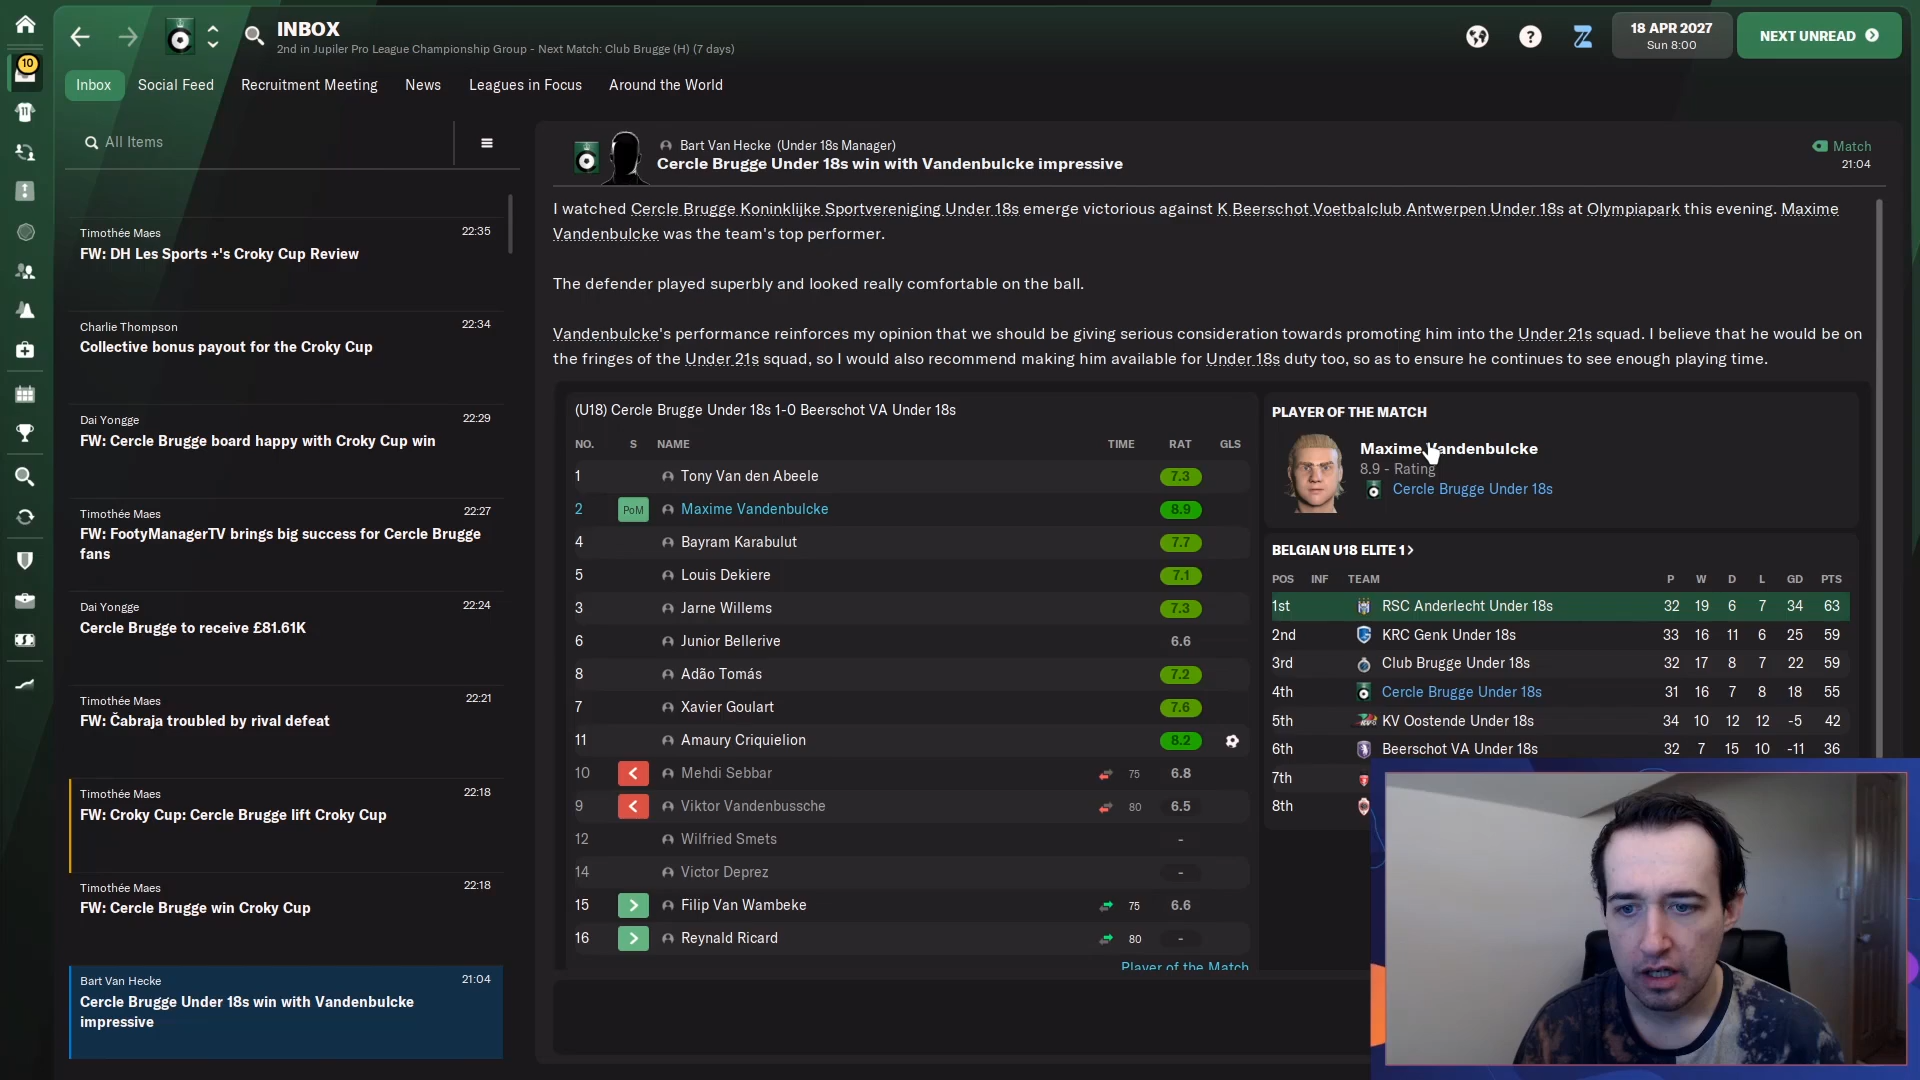 INBOX
2nd in Jupiler Pro League Championship Group - Next Match: Club Brugge (H) (7 days)
18 APR 2027
Sun 8:00
NEXT UNREAD
10
Inbox
Social Feed
Recruitment Meeting
News
Leagues in Focus
Around the World
All Items
Timothée Maes
22:35
FW: DH Les Sports +'s Croky Cup Review
Charlie Thompson
22:34
Collective bonus payout for the Croky Cup
Dai Yongge
22:29
FW: Cercle Brugge board happy with Croky Cup win
Timothée Maes
22:27
FW: FootyManagerTV brings big success for Cercle Brugge
fans
Dai Yongge
22:24
Cercle Brugge to receive £81.61K
Timothée Maes
22:21
FW: Čabraja troubled by rival defeat
Timothée Maes
22:18
FW: Croky Cup: Cercle Brugge lift Croky Cup
Timothée Maes
22:18
FW: Cercle Brugge win Croky Cup
Bart Van Hecke
21:04
Cercle Brugge Under 18s win with Vandenbulcke
impressive
Bart Van Hecke (Under 18s Manager)
Cercle Brugge Under 18s win with Vandenbulcke impressive
Match
21:04
I watched Cercle Brugge Koninklijke Sportvereniging Under 18s emerge victorious against K Beerschot Voetbalclub Antwerpen Under 18s at Olympiapark this evening. Maxime
Vandenbulcke was the team's top performer.
The defender played superbly and looked really comfortable on the ball.
Vandenbulcke's performance reinforces my opinion that we should be giving serious consideration towards promoting him into the Under 21s squad. I believe that he would be on
the fringes of the Under 21s squad, so I would also recommend making him available for Under 18s duty too, so as to ensure he continues to see enough playing time.
(U18) Cercle Brugge Under 18s 1-0 Beerschot VA Under 18s
NO. S NAME TIME RAT GLS
1 Tony Van den Abeele 7.3
2 PoM Maxime Vandenbulcke 8.9
4 Bayram Karabulut 7.7
5 Louis Dekiere 7.1
3 Jarne Willems 7.3
6 Junior Bellerive 6.6
8 Adão Tomás 7.2
7 Xavier Goulart 7.6
11 Amaury Criquielion 8.2
10 Mehdi Sebbar 75 6.8
9 Viktor Vandenbussche 80 6.5
12 Wilfried Smets -
14 Victor Deprez -
15 Filip Van Wambeke 75 6.6
16 Reynald Ricard 80 -
Player of the Match
PLAYER OF THE MATCH
Maxime Vandenbulcke
8.9 - Rating
Cercle Brugge Under 18s
BELGIAN U18 ELITE 1
POS INF TEAM P W D L GD PTS
1st RSC Anderlecht Under 18s 32 19 6 7 34 63
2nd KRC Genk Under 18s 33 16 11 6 25 59
3rd Club Brugge Under 18s 32 17 8 7 22 59
4th Cercle Brugge Under 18s 31 16 7 8 18 55
5th KV Oostende Under 18s 34 10 12 12 -5 42
6th Beerschot VA Under 18s 32 7 15 10 -11 36
7th
8th